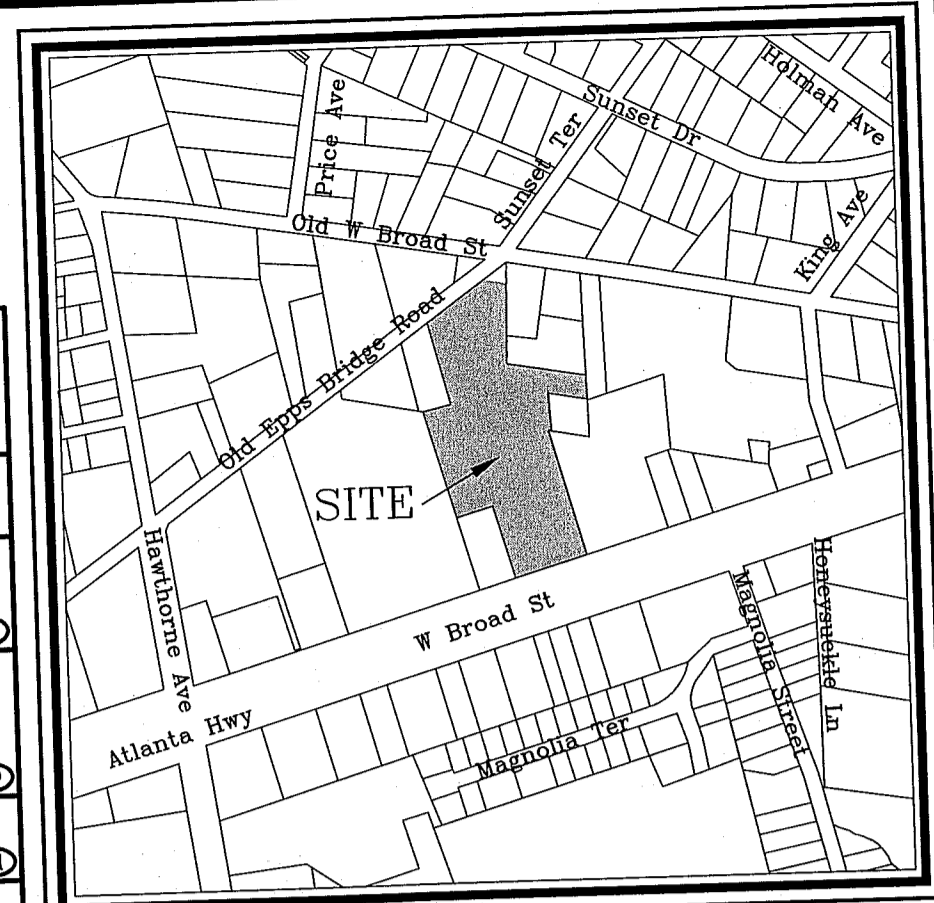 Holman Ave
Sunset Dr
Price Ave
Sunset Ter
Old W Broad St
King Ave
Old Epps Bridge Road
SITE
Hawthorne Ave
Honeysuckle Ln
W Broad St
Magnolia Street
Atlanta Hwy
Magnolia Ter